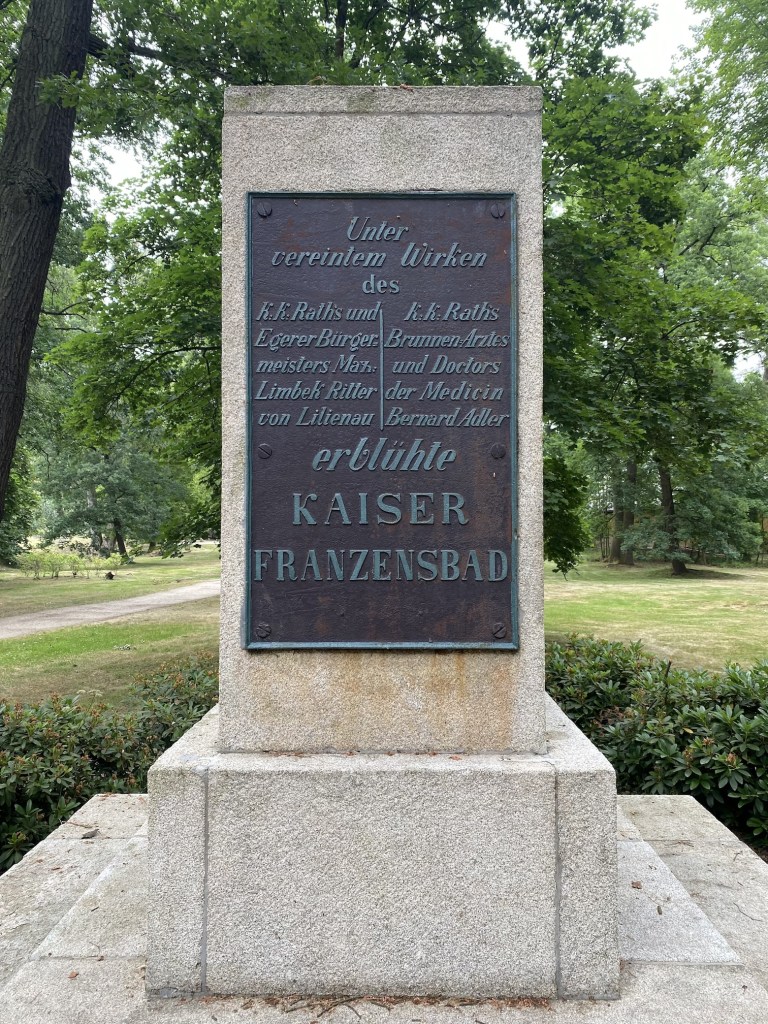 Unter
vereintem Wirken
des
K.K. Raths und
Egerer Bürger-
meisters Max:
Limbek Ritter
von Lilienau
K.K. Raths
Brunnen-Arztes
und Doctors
der Medicin
Bernard Adler
erblühte
KAISER
FRANZENSBAD